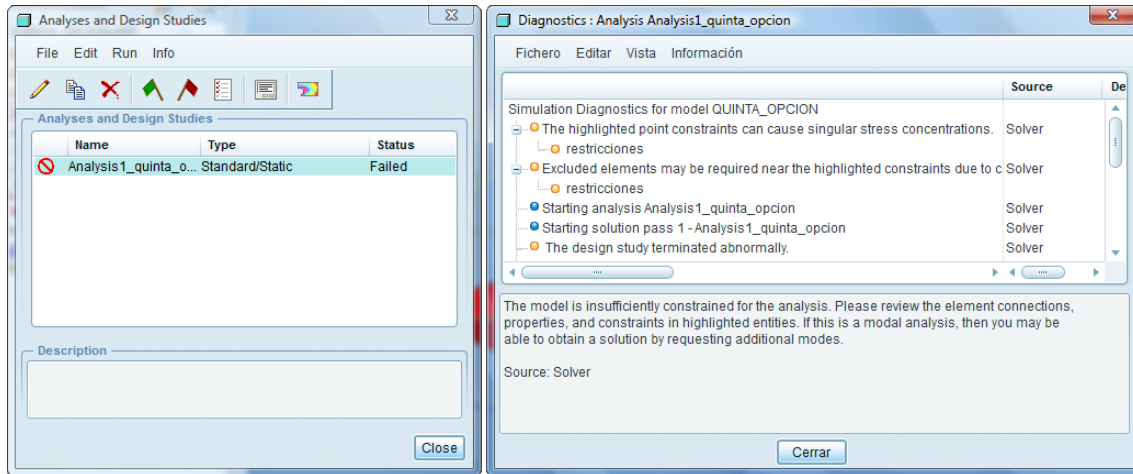 Analyses and Design Studies
File Edit Run Info
Analyses and Design Studies
Name Type Status
Analysis1_quinta_o... Standard/Static Failed
Description
Close
Diagnostics : Analysis Analysis1_quinta_opcion
Fichero Editar Vista Información
Source De
Simulation Diagnostics for model QUINTA_OPCION
The highlighted point constraints can cause singular stress concentrations. Solver
restricciones
Excluded elements may be required near the highlighted constraints due to c Solver
restricciones
Starting analysis Analysis1_quinta_opcion Solver
Starting solution pass 1 - Analysis1_quinta_opcion Solver
The design study terminated abnormally. Solver
The model is insufficiently constrained for the analysis. Please review the element connections,
properties, and constraints in highlighted entities. If this is a modal analysis, then you may be
able to obtain a solution by requesting additional modes.
Source: Solver
Cerrar